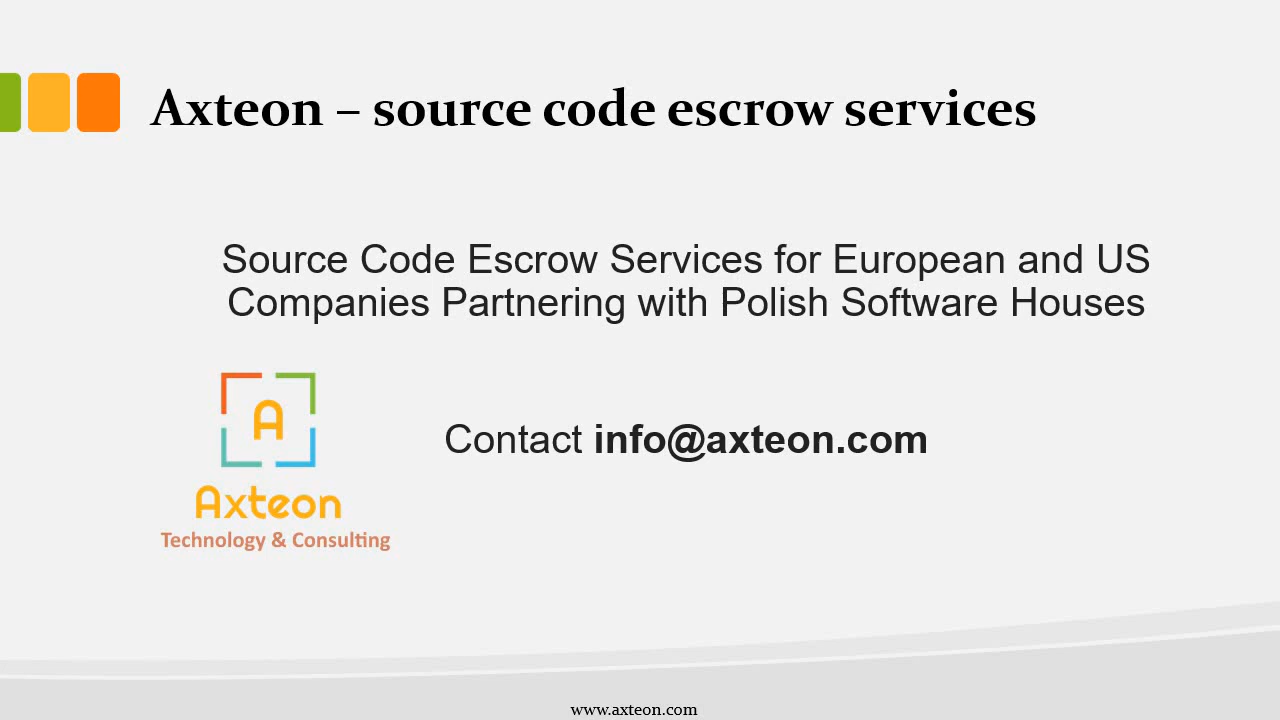 Axteon – source code escrow services
Source Code Escrow Services for European and US
Companies Partnering with Polish Software Houses
A
Contact info@axteon.com
Axteon
Technology & Consulting
www.axteon.com